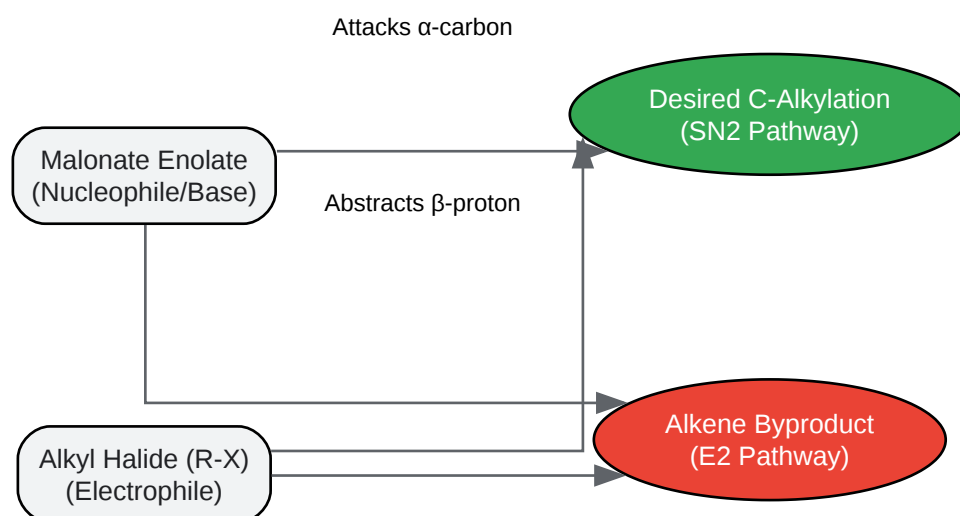 Attacks α-carbon
Desired C-Alkylation
(SN2 Pathway)
Malonate Enolate
(Nucleophile/Base)
Abstracts β-proton
Alkene Byproduct
(E2 Pathway)
Alkyl Halide (R-X)
(Electrophile)